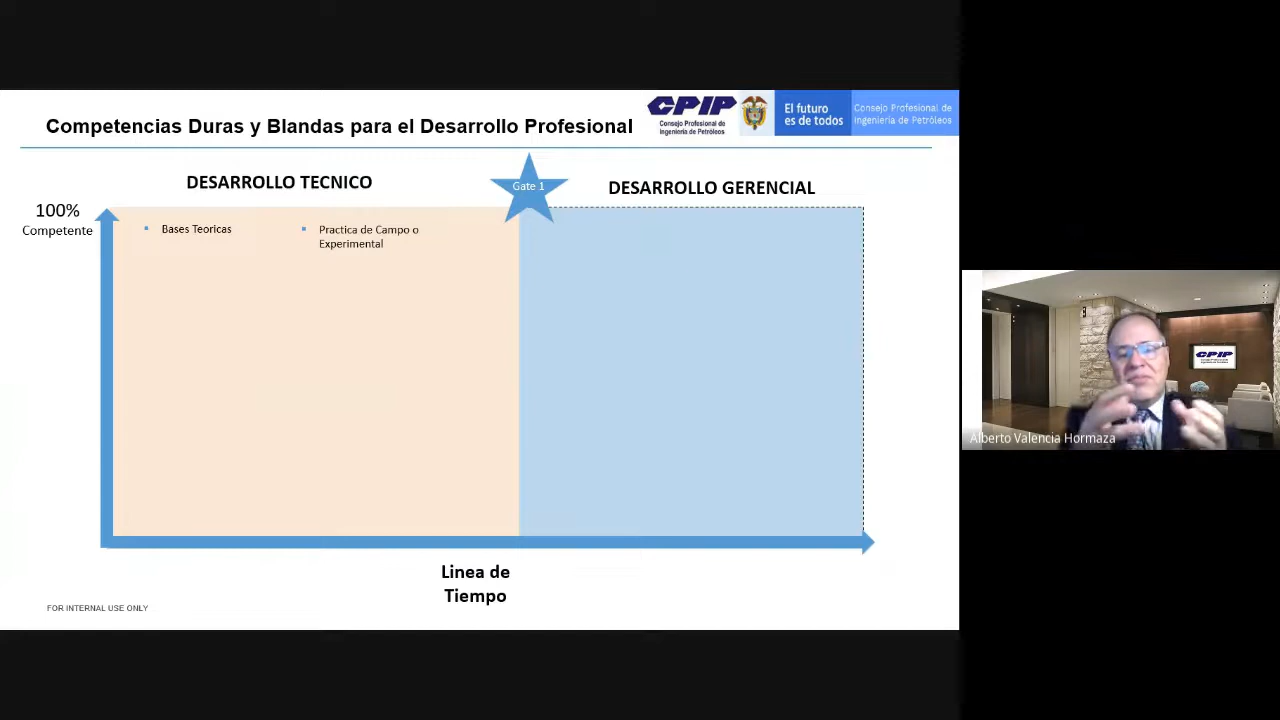 Competencias Duras y Blandas para el Desarrollo Profesional
CPIP
Consejo Profesional de
Ingeniería de Petróleos
El futuro
es de todos
Consejo Profesional de
Ingeniería de Petróleos
DESARROLLO TECNICO
Gate 1
DESARROLLO GERENCIAL
100%
Competente
Bases Teoricas
Practica de Campo o
Experimental
Linea de
Tiempo
FOR INTERNAL USE ONLY
CPIP
Alberto Valencia Hormaza